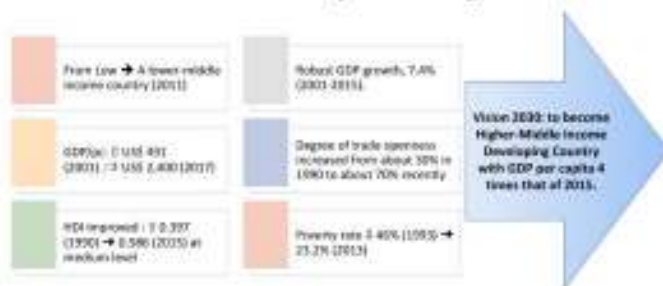 From Low ➔ A lower-middle
income country (2011)
GDP/pc: US$ 491
(2001), US$ 2,400 (2017)
HDI improved : 0.397
(1990) ➔ 0.586 (2015) at
medium level
Robust GDP growth, 7.4%
(2001-2015).
Degree of trade openness
increased from about 30% in
1990 to about 70% recently
Poverty rate 46% (1993) ➔
23.2% (2013)
Vision 2030: to become
Higher-Middle Income
Developing Country
with GDP per capita 4
times that of 2015.